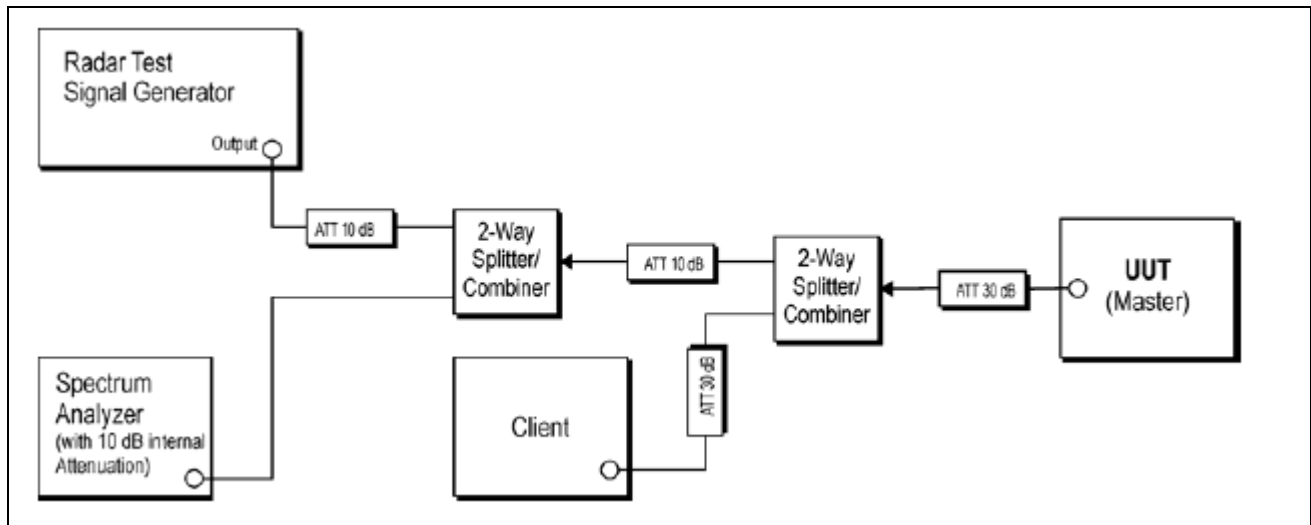 Radar Test
Signal Generator
Output
ATT 10 dB
2-Way
Splitter/
Combiner
ATT 10 dB
2-Way
Splitter/
Combiner
ATT 30 dB
UUT
(Master)
Spectrum
Analyzer
(with 10 dB internal
Attenuation)
Client
ATT 30 dB